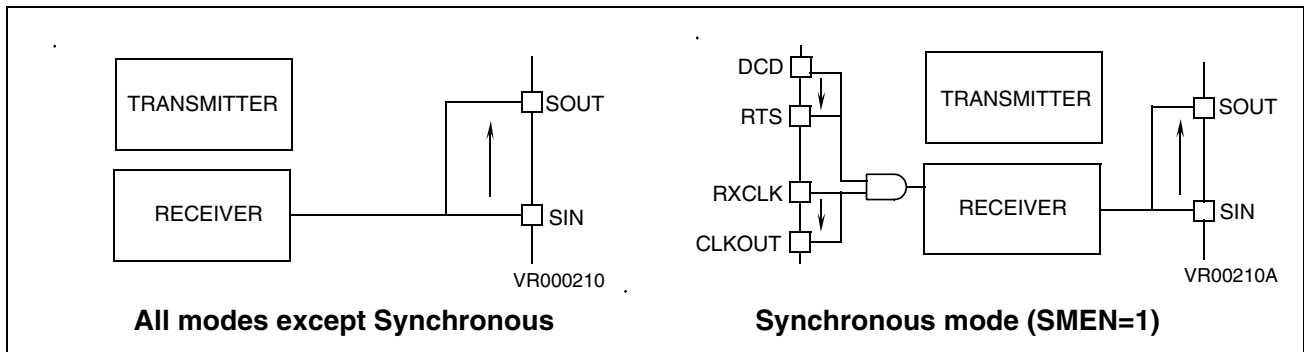 TRANSMITTER
RECEIVER
SOUT
SIN
VR000210
All modes except Synchronous
DCD
RTS
RXCLK
CLKOUT
TRANSMITTER
RECEIVER
SOUT
SIN
VR00210A
Synchronous mode (SMEN=1)